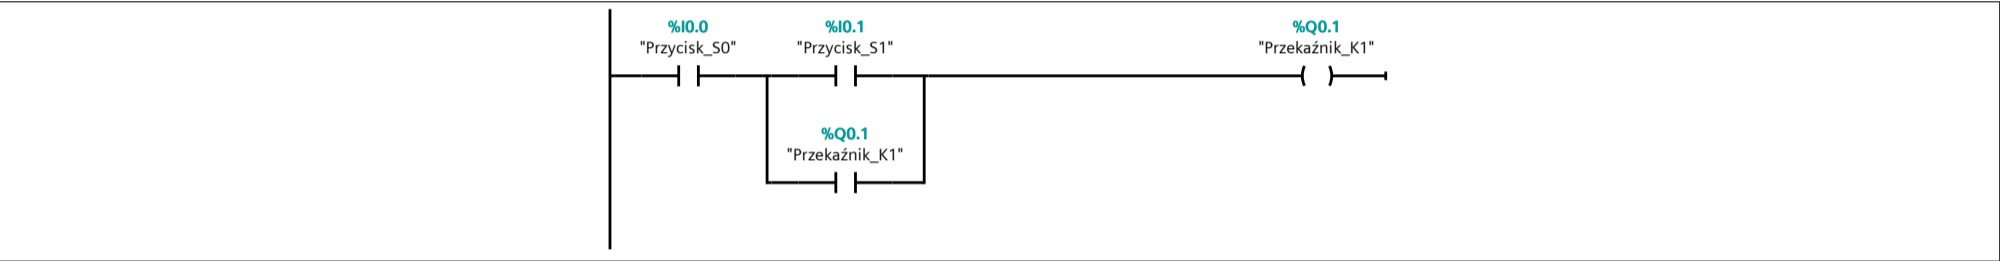 %I0.0
"Przycisk_S0"
%I0.1
"Przycisk_S1"
%Q0.1
"Przekaźnik_K1"
%Q0.1
"Przekaźnik_K1"